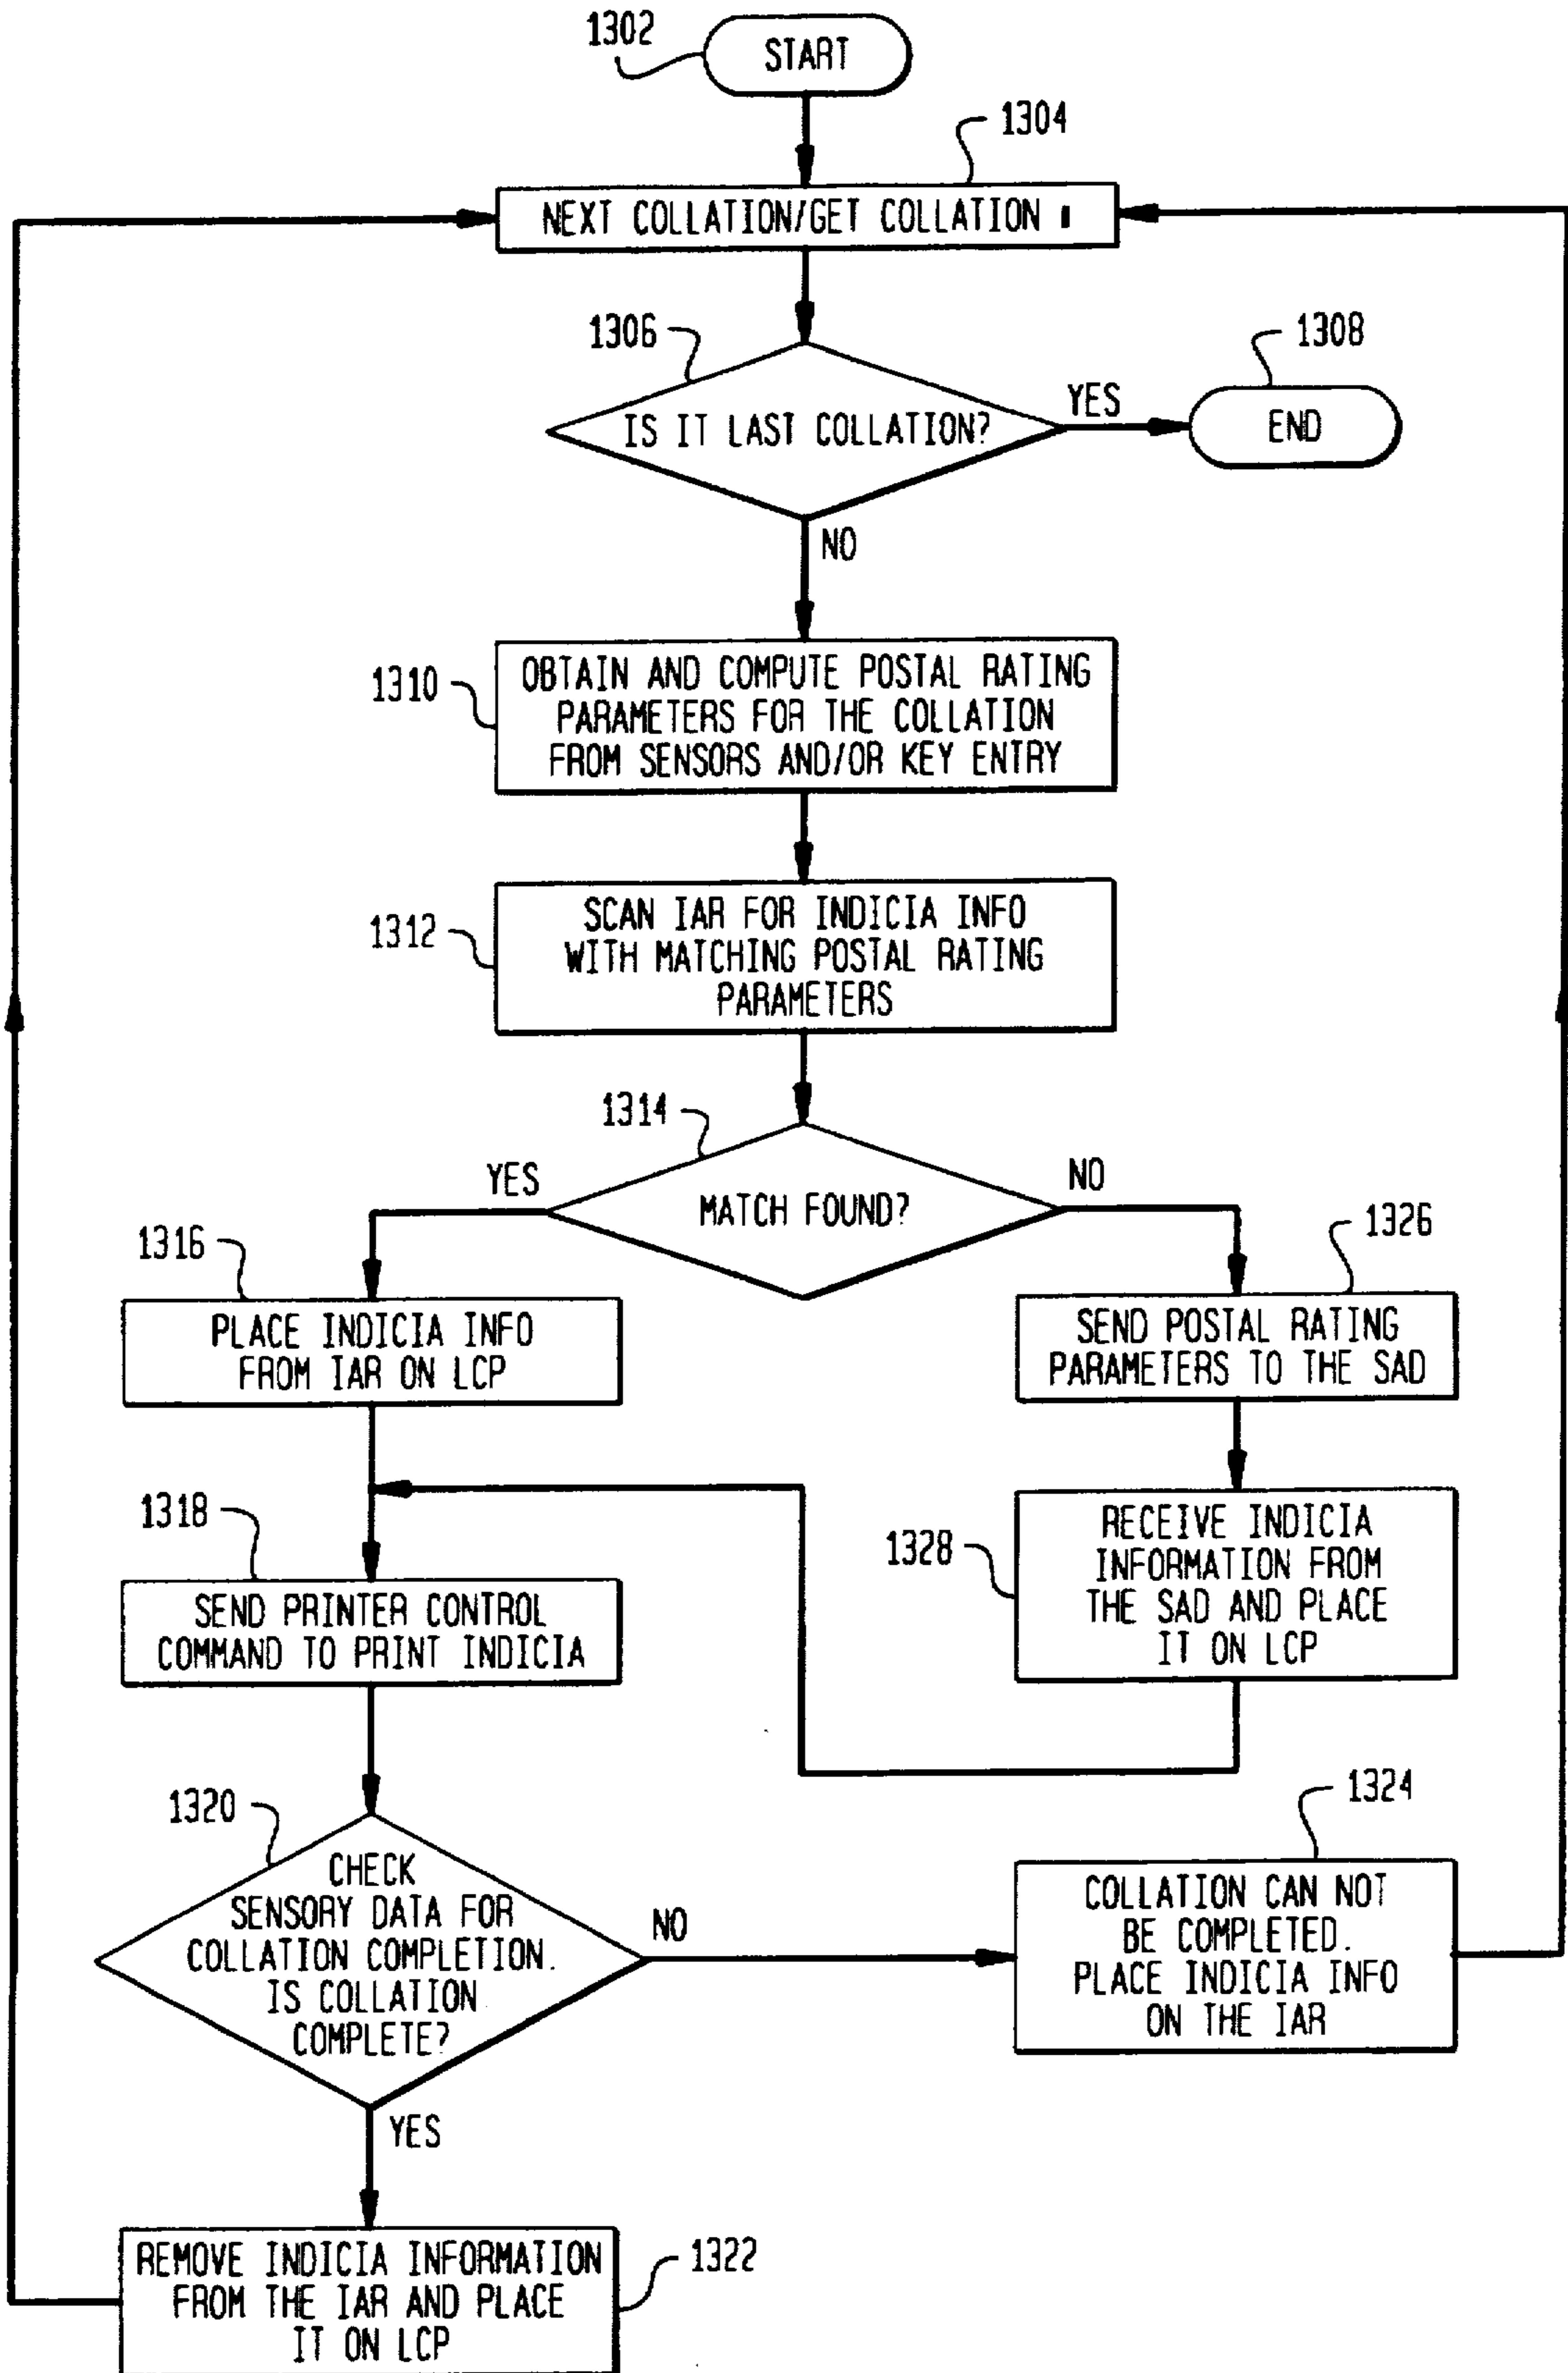 1302
START
1304
NEXT COLLATION/GET COLLATION
1306
IS IT LAST COLLATION?
YES
1308
END
NO
1310
OBTAIN AND COMPUTE POSTAL RATING
PARAMETERS FOR THE COLLATION
FROM SENSORS AND/OR KEY ENTRY
1312
SCAN IAR FOR INDICIA INFO
WITH MATCHING POSTAL RATING
PARAMETERS
1314
YES
MATCH FOUND?
NO
1316
PLACE INDICIA INFO
FROM IAR ON LCP
1326
SEND POSTAL RATING
PARAMETERS TO THE SAD
1318
SEND PRINTER CONTROL
COMMAND TO PRINT INDICIA
1328
RECEIVE INDICIA
INFORMATION FROM
THE SAD AND PLACE
IT ON LCP
1320
CHECK
SENSORY DATA FOR
COLLATION COMPLETION.
IS COLLATION
COMPLETE?
NO
1324
COLLATION CAN NOT
BE COMPLETED.
PLACE INDICIA INFO
ON THE IAR
YES
1322
REMOVE INDICIA INFORMATION
FROM THE IAR AND PLACE
IT ON LCP